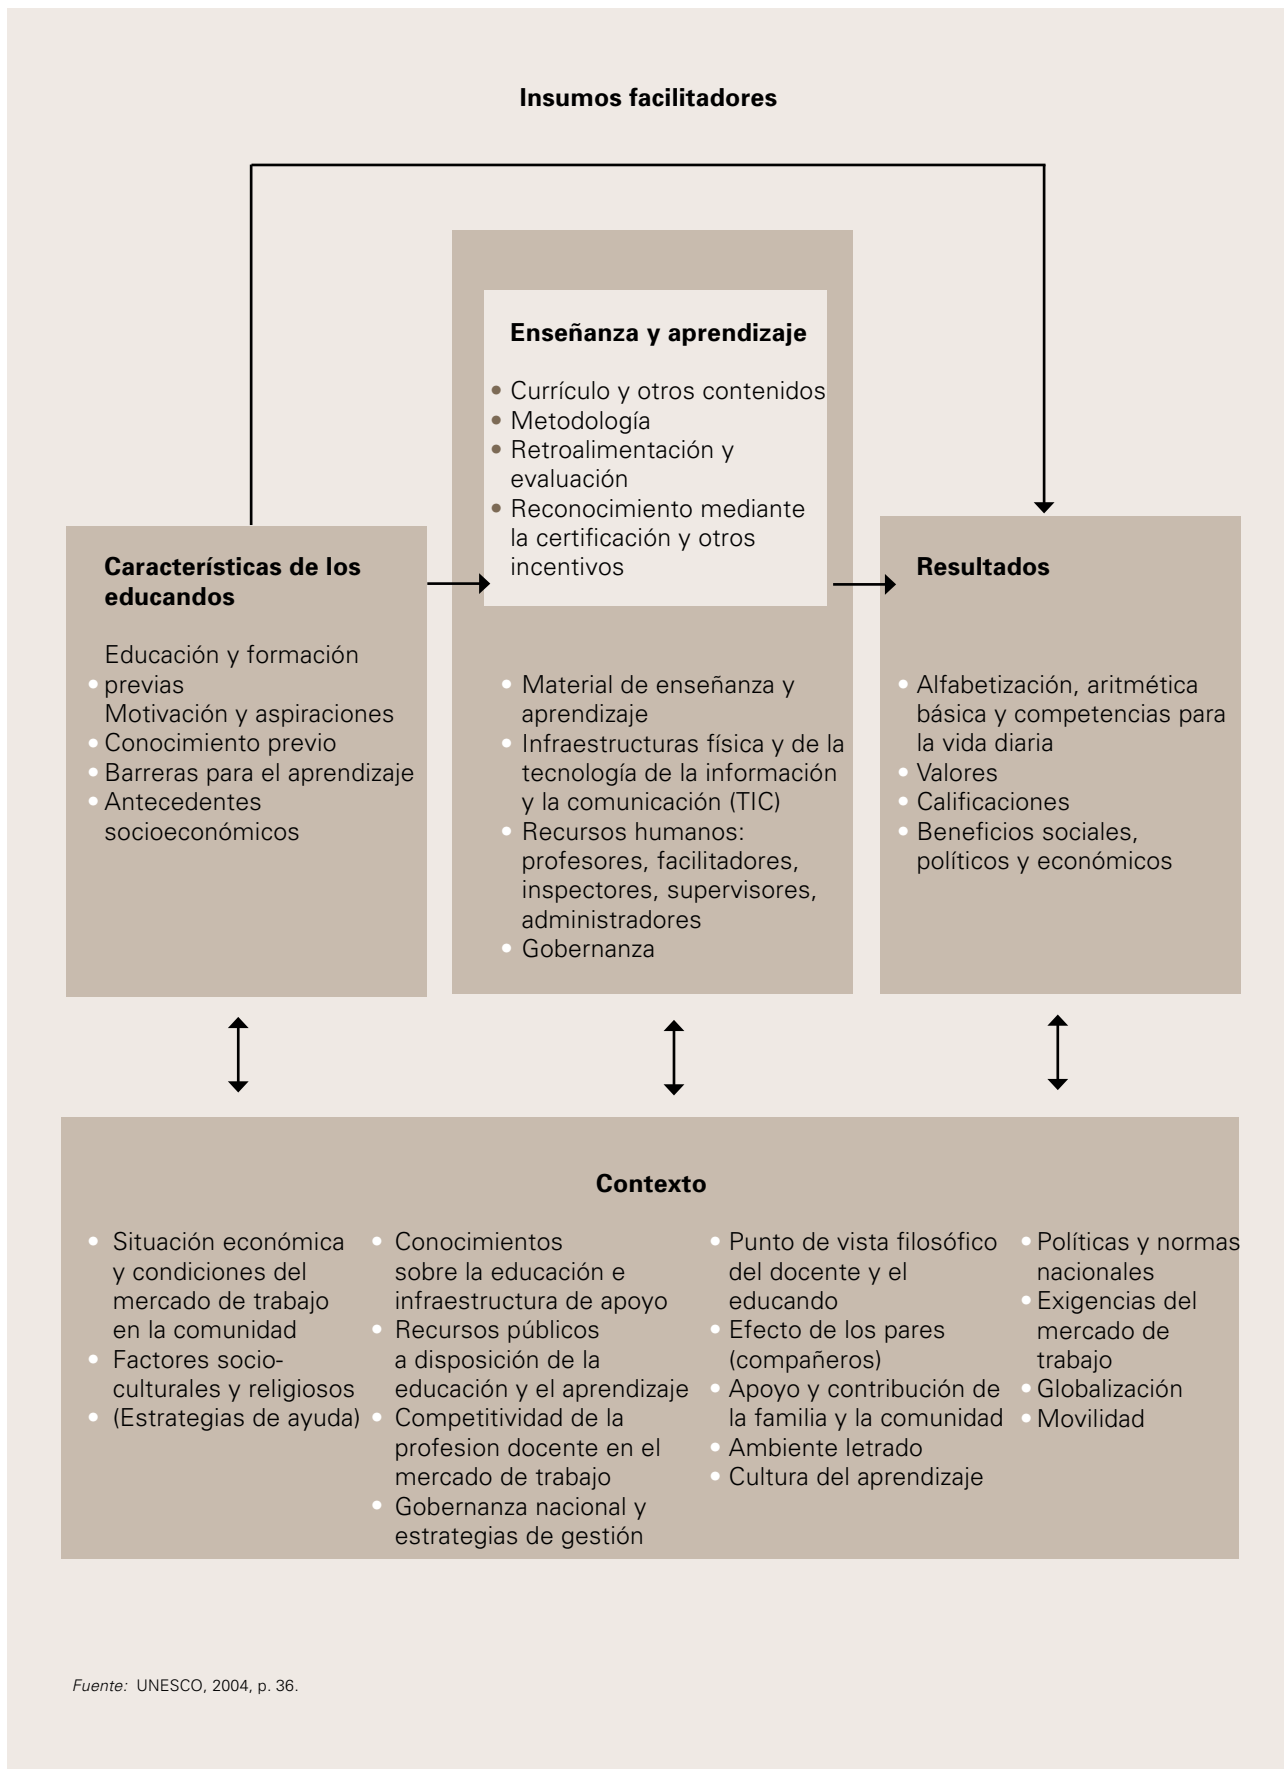 Insumos facilitadores
Enseñanza y aprendizaje
• Currículo y otros contenidos
• Metodología
• Retroalimentación y
evaluación
• Reconocimiento mediante
la certificación y otros
incentivos
Características de los
educandos
Educación y formación
• previas
Motivación y aspiraciones
• Conocimiento previo
• Barreras para el aprendizaje
• Antecedentes
socioeconómicos
• Material de enseñanza y
aprendizaje
• Infraestructuras física y de la
tecnología de la información
y la comunicación (TIC)
• Recursos humanos:
profesores, facilitadores,
inspectores, supervisores,
administradores
• Gobernanza
Resultados
• Alfabetización, aritmética
básica y competencias para
la vida diaria
• Valores
• Calificaciones
• Beneficios sociales,
políticos y económicos
Contexto
• Situación económica
y condiciones del
mercado de trabajo
en la comunidad
• Factores socio-
culturales y religiosos
• (Estrategias de ayuda)
• Conocimientos
sobre la educación e
infraestructura de apoyo
• Recursos públicos
a disposición de la
educación y el aprendizaje
• Competitividad de la
profesion docente en el
mercado de trabajo
• Gobernanza nacional y
estrategias de gestión
• Punto de vista filosófico
del docente y el
educando
• Efecto de los pares
(compañeros)
• Apoyo y contribución de
la familia y la comunidad
• Ambiente letrado
• Cultura del aprendizaje
• Políticas y normas
nacionales
• Exigencias del
mercado de
trabajo
• Globalización
• Movilidad
Fuente: UNESCO, 2004, p. 36.